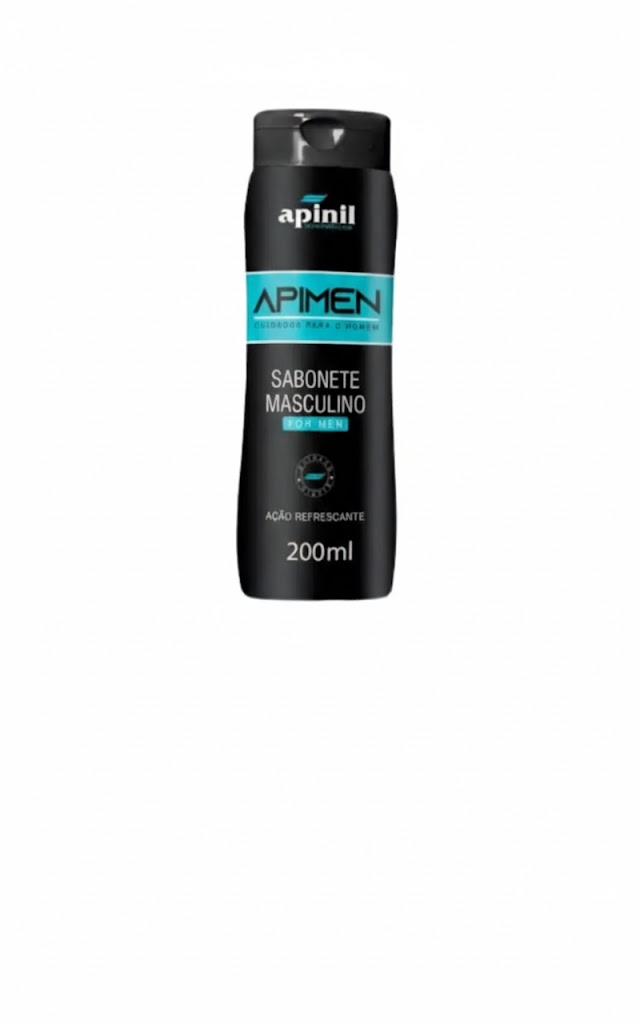 apinil
APIMEN
CUIDADOS PARA O HOMEM
SABONETE
MASCULINO
FOR MEN
AÇÃO REFRESCANTE
200ml